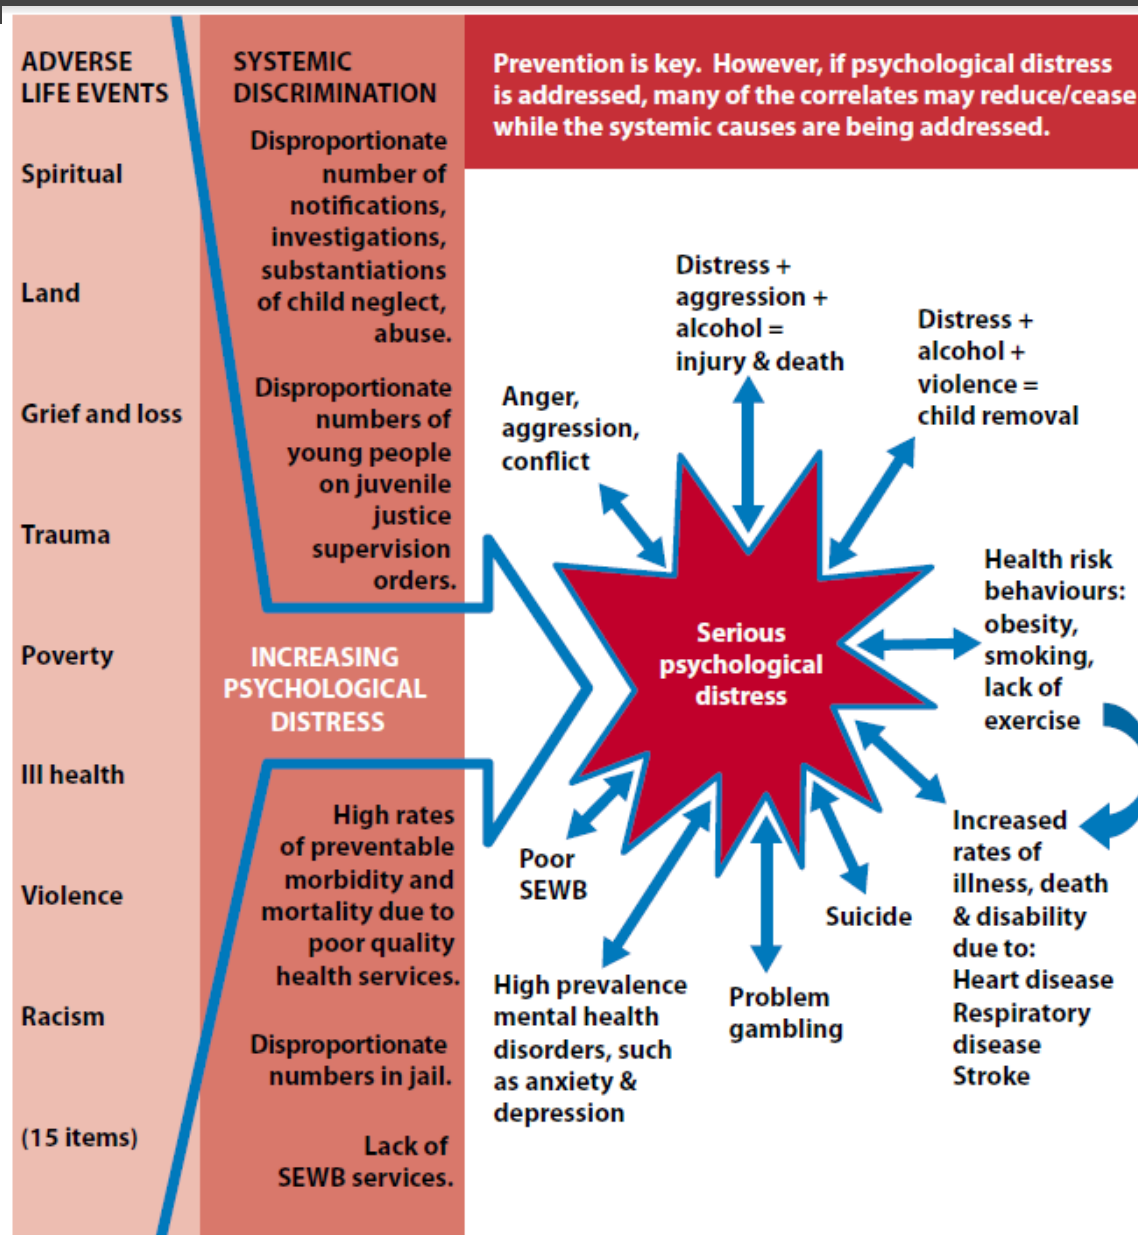 ADVERSE
LIFE EVENTS
Spiritual
Land
Grief and loss
Trauma
Poverty
Ill health
Violence
Racism
(15 items)
SYSTEMIC
DISCRIMINATION
Disproportionate
number of
notifications,
investigations,
substantiations
of child neglect,
abuse.
Disproportionate
numbers of
young people
on juvenile
justice
supervision
orders.
INCREASING
PSYCHOLOGICAL
DISTRESS
High rates
of preventable
morbidity and
mortality due to
poor quality
health services.
Disproportionate
numbers in jail.
Lack of
SEWB services.
Prevention is key. However, if psychological distress
is addressed, many of the correlates may reduce/cease
while the systemic causes are being addressed.
Anger,
aggression,
conflict
Distress +
aggression +
alcohol =
injury & death
Distress +
alcohol +
violence =
child removal
Serious
psychological
distress
Health risk
behaviours:
obesity,
smoking,
lack of
exercise
Poor
SEWB
High prevalence
mental health
disorders, such
as anxiety &
depression
Problem
gambling
Suicide
Increased
rates of
illness, death
& disability
due to:
Heart disease
Respiratory
disease
Stroke